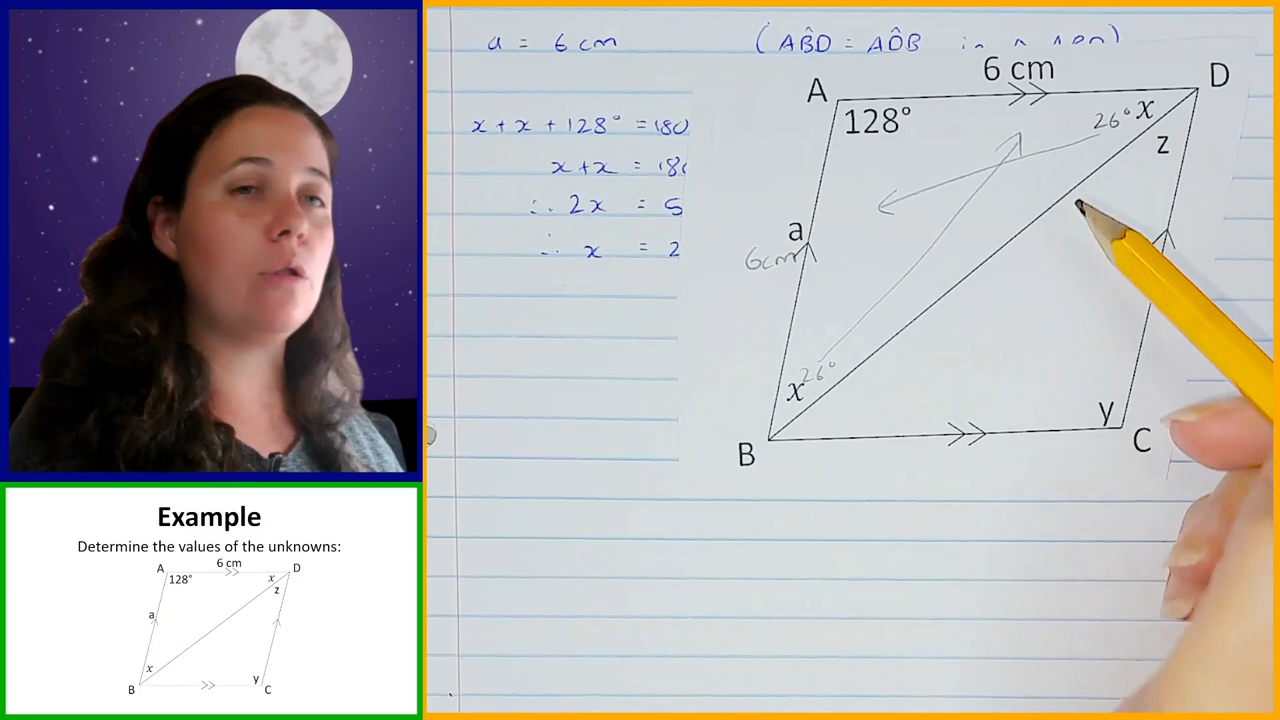 a = 6 cm
(AB̂D = AD̂B in
x + x + 128° = 180
x + x = 18
∴ 2x = 5
∴ x = 2
6 cm
A
D
128°
26° x
z
a
6cm
x 26°
y
B
C
Example
Determine the values of the unknowns:
6 cm
A
D
128°
x
z
a
x
y
B
C